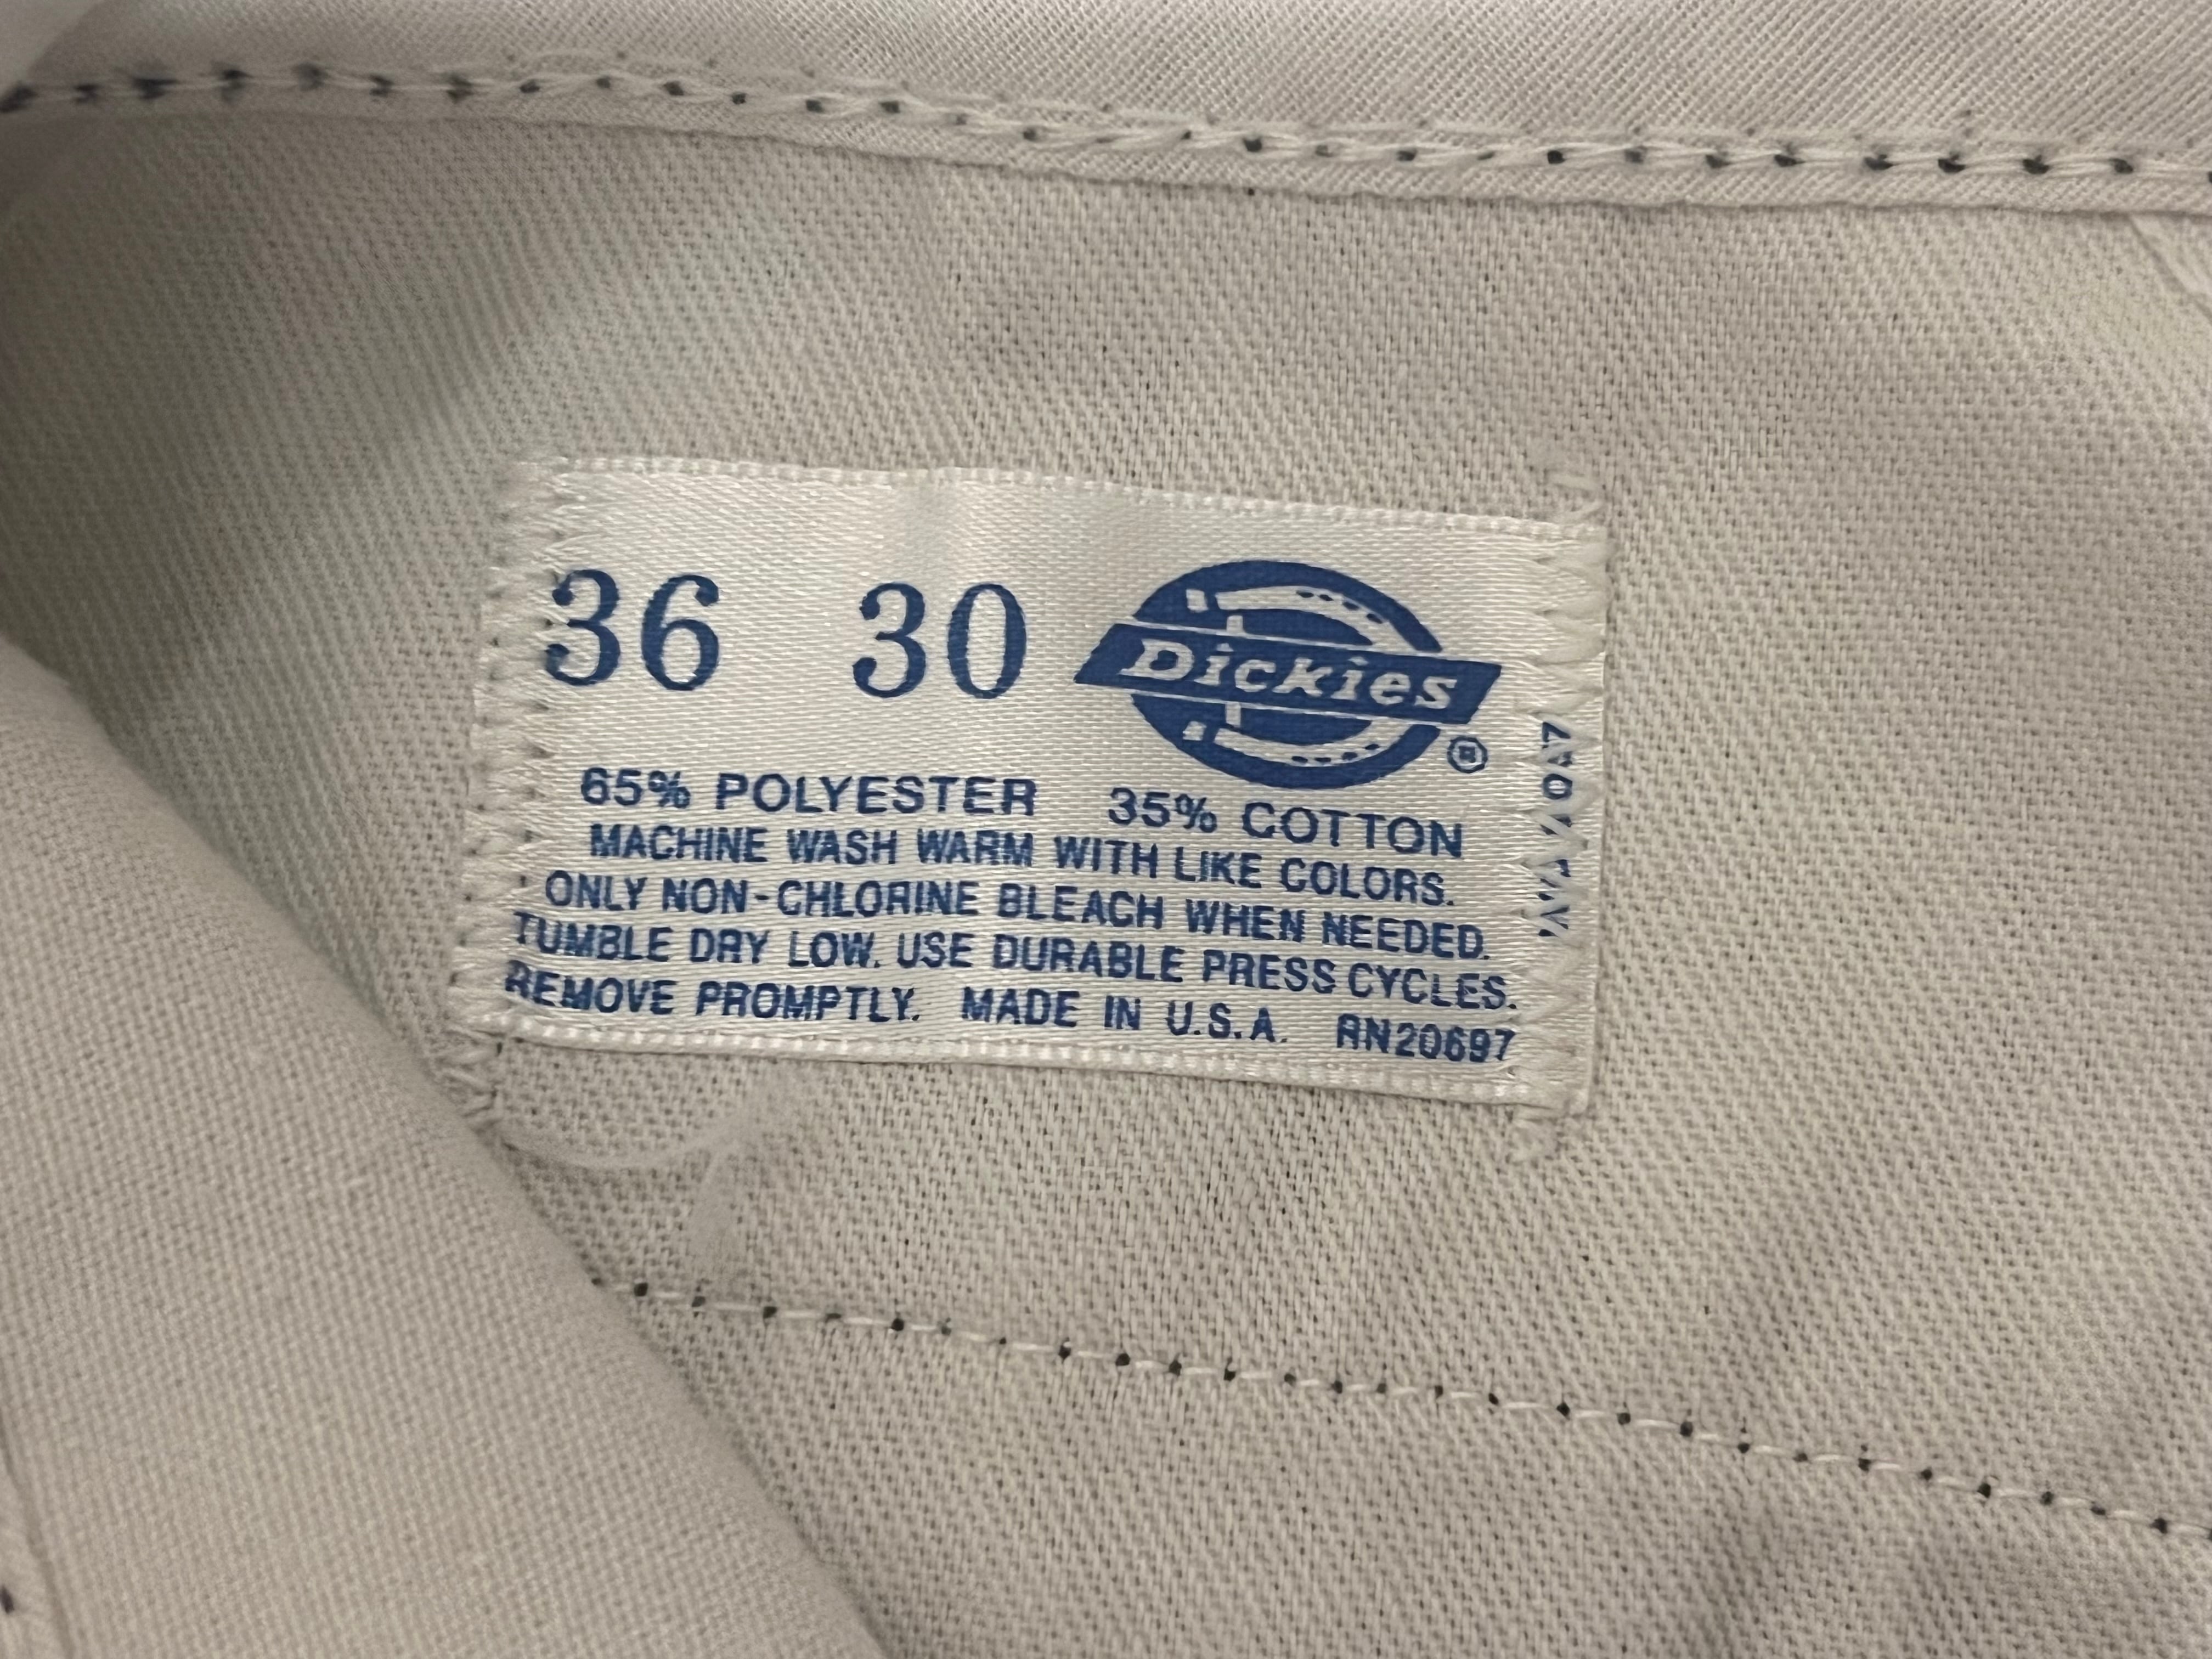 36 30 Dickies ®
65% POLYESTER 35% COTTON
MACHINE WASH WARM WITH LIKE COLORS.
ONLY NON-CHLORINE BLEACH WHEN NEEDED.
TUMBLE DRY LOW. USE DURABLE PRESS CYCLES.
REMOVE PROMPTLY. MADE IN U.S.A. RN20697